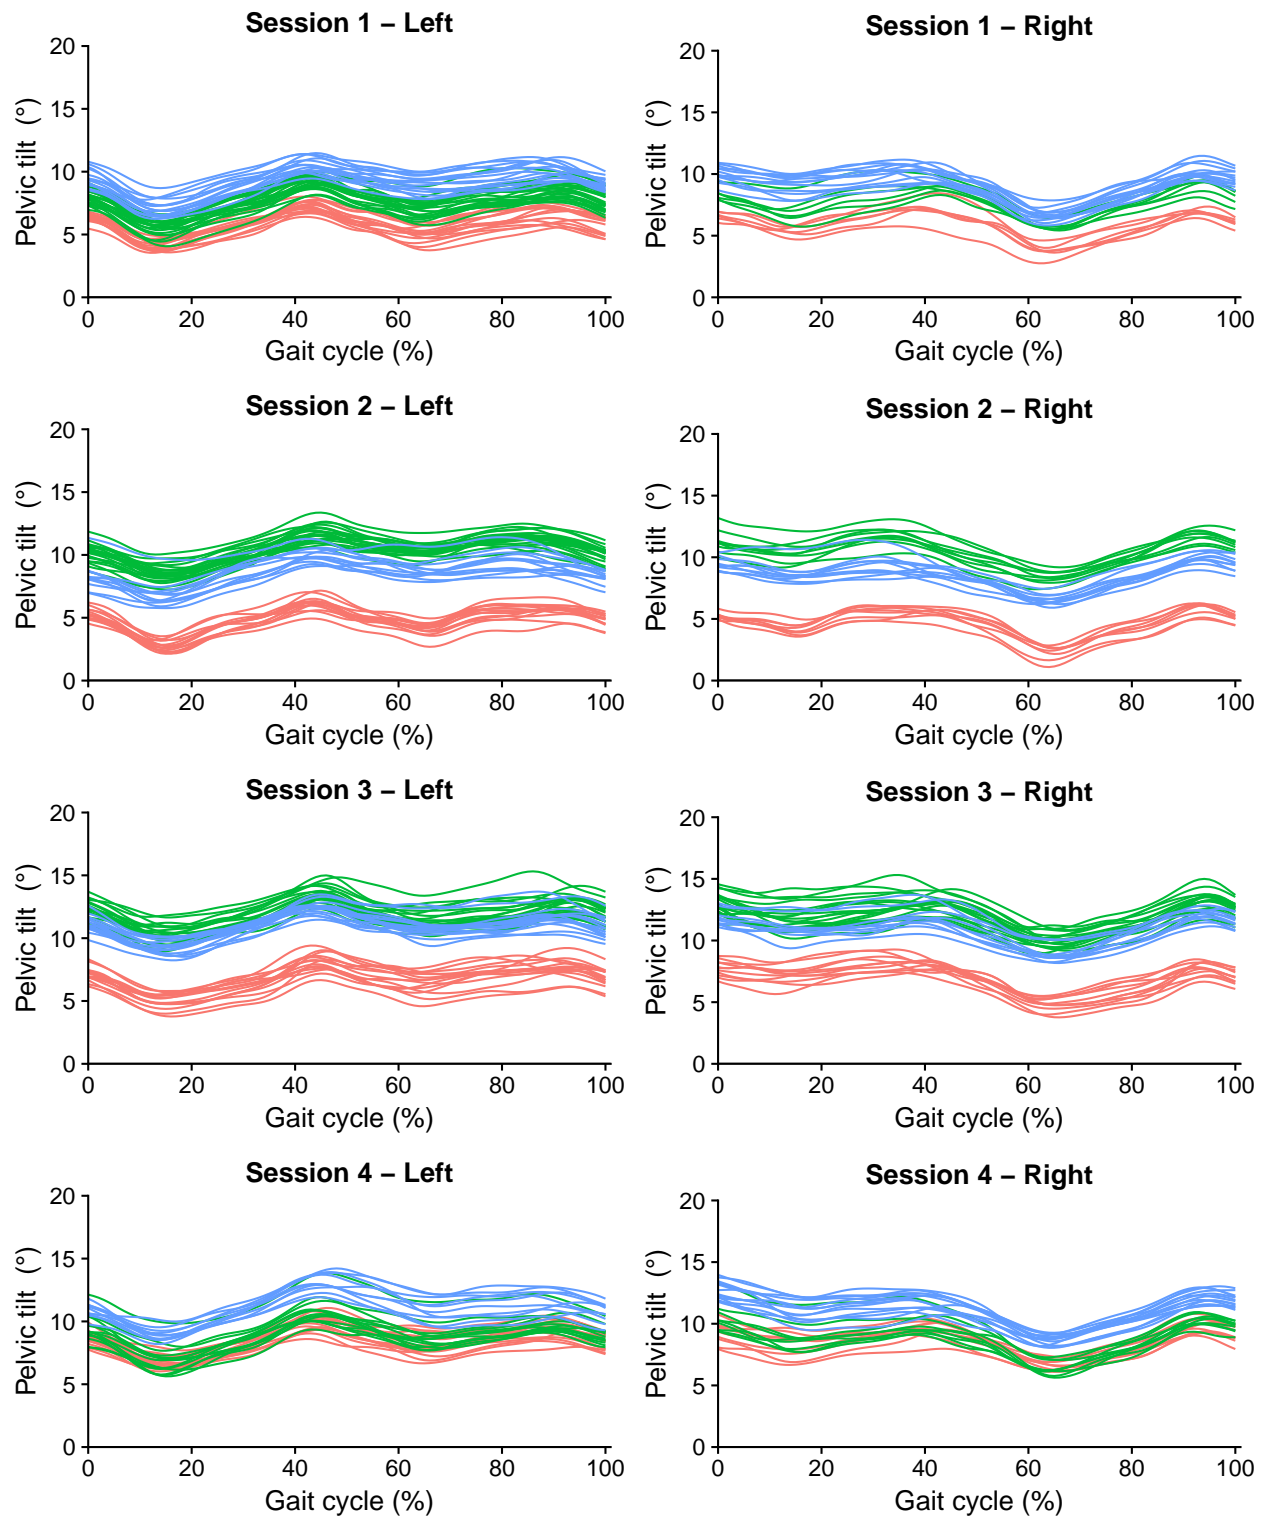 Session 1 – Left
Pelvic tilt (°)
20
15
10
5
0
0 20 40 60 80 100
Gait cycle (%)
Session 1 – Right
Pelvic tilt (°)
20
15
10
5
0
0 20 40 60 80 100
Gait cycle (%)
Session 2 – Left
Pelvic tilt (°)
20
15
10
5
0
0 20 40 60 80 100
Gait cycle (%)
Session 2 – Right
Pelvic tilt (°)
20
15
10
5
0
0 20 40 60 80 100
Gait cycle (%)
Session 3 – Left
Pelvic tilt (°)
20
15
10
5
0
0 20 40 60 80 100
Gait cycle (%)
Session 3 – Right
Pelvic tilt (°)
20
15
10
5
0
0 20 40 60 80 100
Gait cycle (%)
Session 4 – Left
Pelvic tilt (°)
20
15
10
5
0
0 20 40 60 80 100
Gait cycle (%)
Session 4 – Right
Pelvic tilt (°)
20
15
10
5
0
0 20 40 60 80 100
Gait cycle (%)